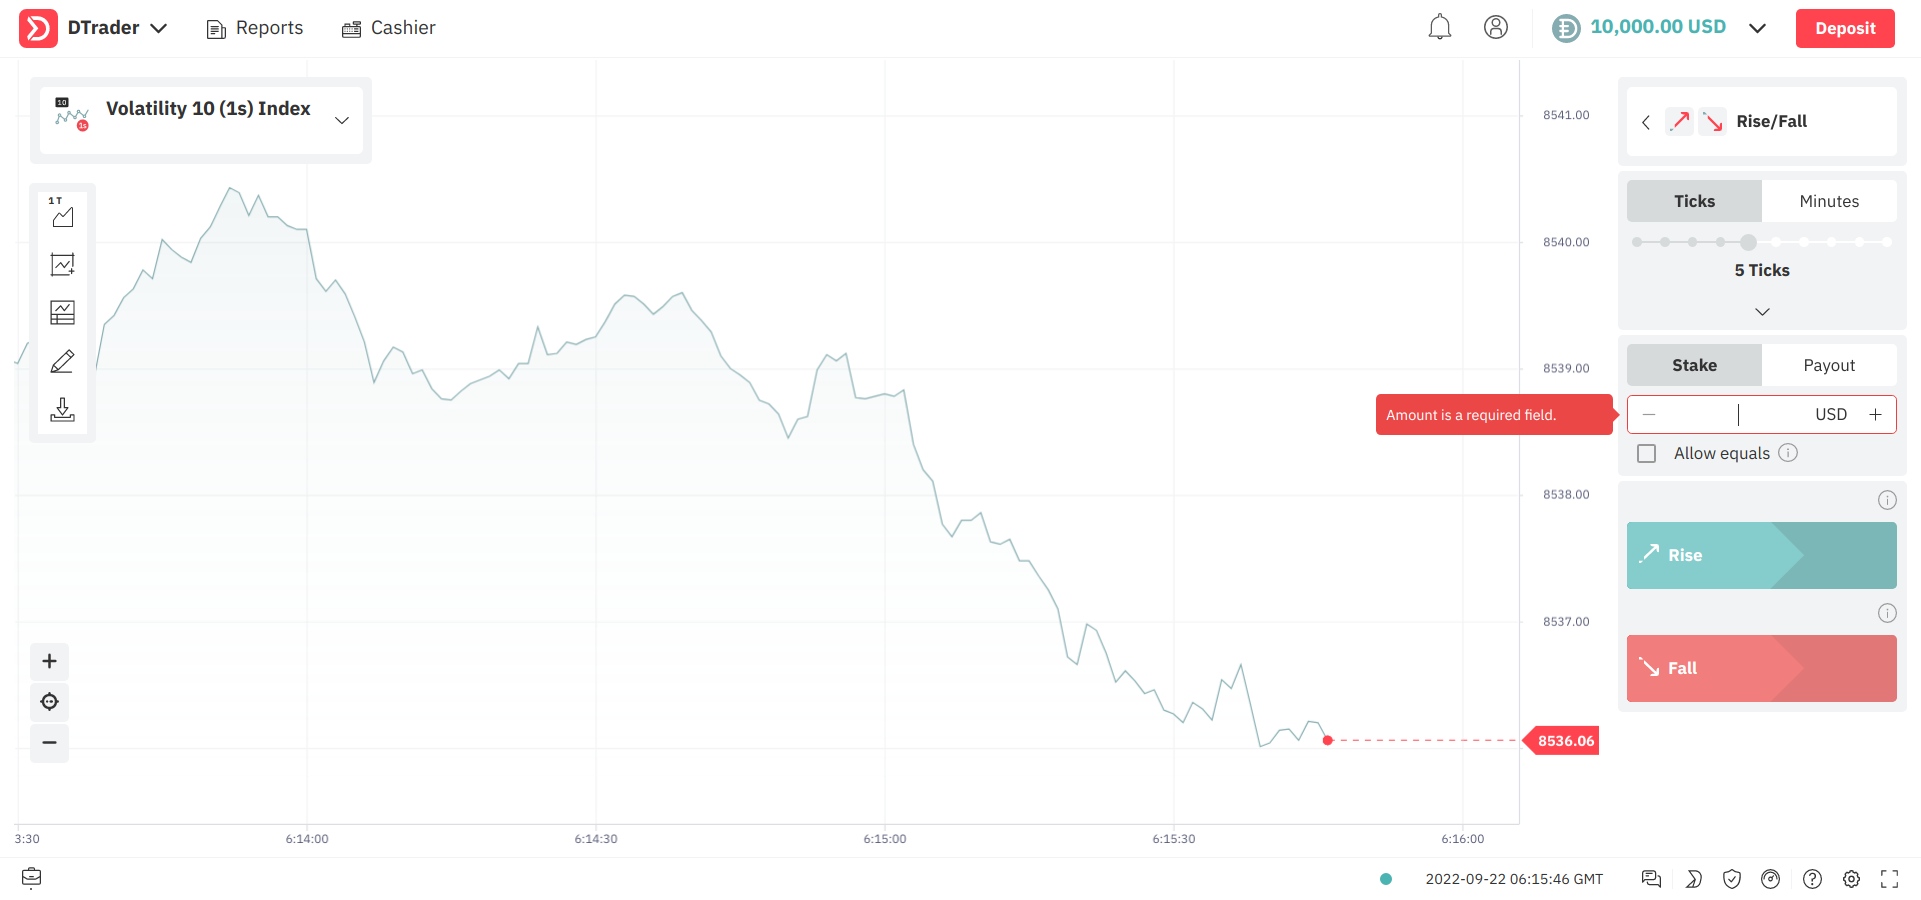 DTrader
Reports
Cashier
10,000.00 USD
Deposit
10
1s
Volatility 10 (1s) Index
1 T
8541.00
8540.00
8539.00
8538.00
8537.00
8536.06
3:30
6:14:00
6:14:30
6:15:00
6:15:30
6:16:00
Rise/Fall
Ticks
Minutes
5 Ticks
Stake
Payout
Amount is a required field.
USD
Allow equals
Rise
Fall
2022-09-22 06:15:46 GMT